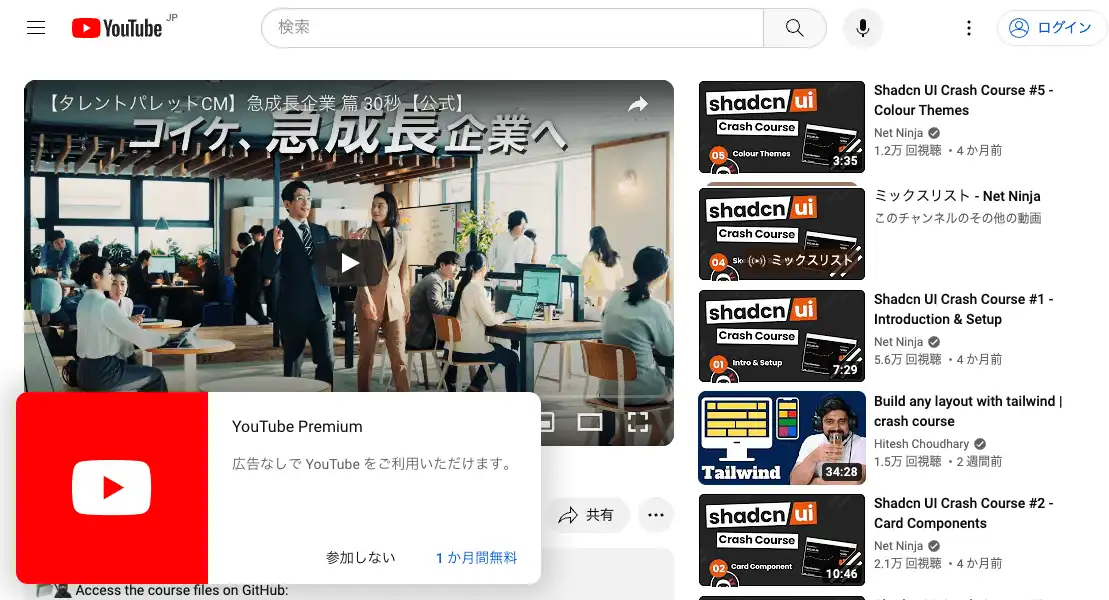 YouTube JP
検索
ログイン
【タレントパレットCM】急成長企業 篇 30秒【公式】
コイケ、急成長企業へ
YouTube Premium
広告なしで YouTube をご利用いただけます。
参加しない
1 か月間無料
共有
Access the course files on GitHub:
shadcn/ui
Crash Course
05
Colour Themes
3:35
Shadcn UI Crash Course #5 -
Colour Themes
Net Ninja
1.2万 回視聴 ・4 か月前
shadcn/ui
Crash Course
04
ミックスリスト
ミックスリスト - Net Ninja
このチャンネルのその他の動画
shadcn/ui
Crash Course
01
Intro & Setup
7:29
Shadcn UI Crash Course #1 -
Introduction & Setup
Net Ninja
5.6万 回視聴 ・4 か月前
Tailwind
34:28
Build any layout with tailwind |
crash course
Hitesh Choudhary
1.5万 回視聴 ・2 週間前
shadcn/ui
Crash Course
02
Card Components
10:46
Shadcn UI Crash Course #2 -
Card Components
Net Ninja
2.1万 回視聴 ・4 か月前